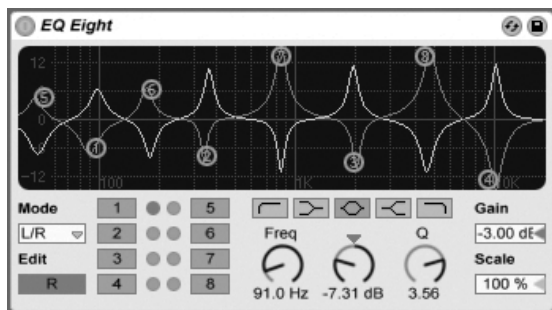 EQ Eight
12
5
6
7
8
0
1
2
3
4
-12
100
1K
10K
Mode
1
5
Gain
L/R
2
6
Freq
Q
-3.00 dB
Edit
3
7
Scale
R
4
8
91.0 Hz
-7.31 dB
3.56
100 %